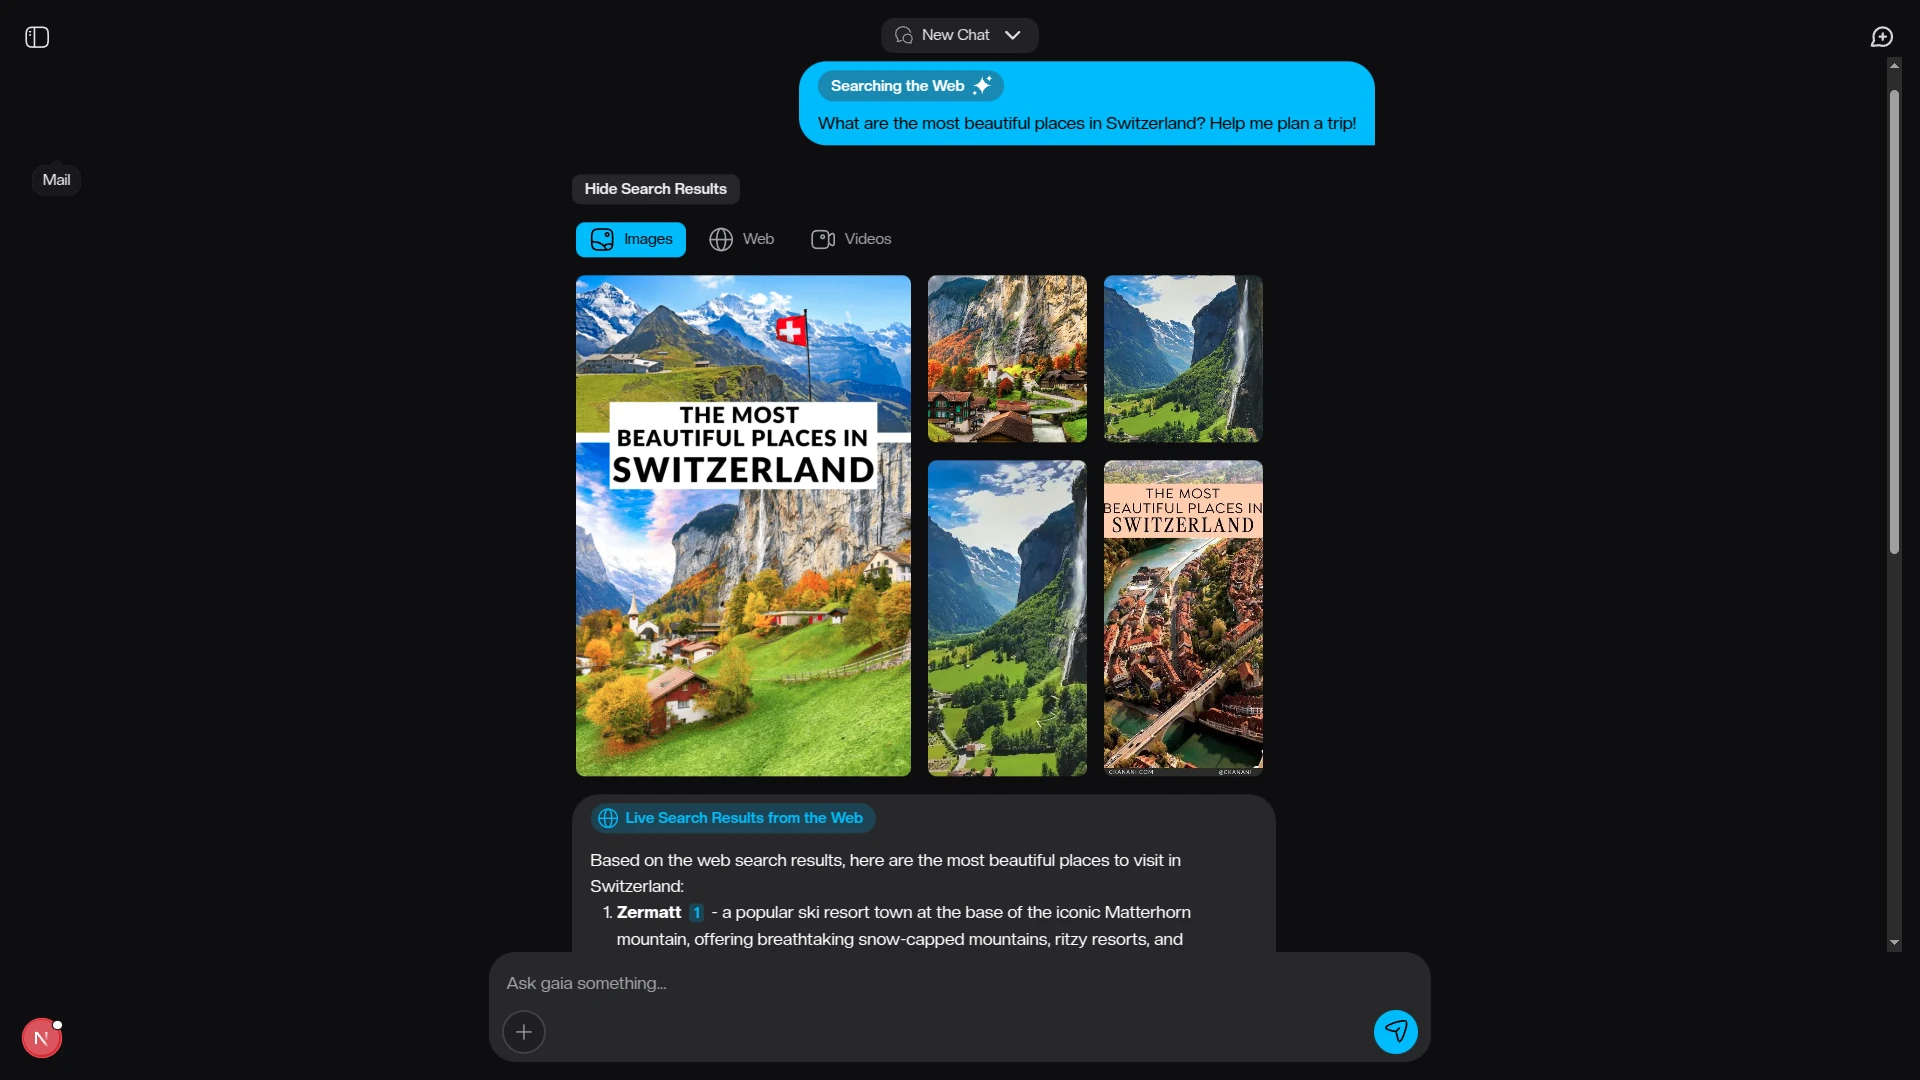 New Chat
Searching the Web
What are the most beautiful places in Switzerland? Help me plan a trip!
Mail
Hide Search Results
Images
Web
Videos
THE MOST
BEAUTIFUL PLACES IN
SWITZERLAND
THE MOST
BEAUTIFUL PLACES IN
SWITZERLAND
CKANANI.COM
@CKANANI
Live Search Results from the Web
Based on the web search results, here are the most beautiful places to visit in
Switzerland:
1. Zermatt 1 - a popular ski resort town at the base of the iconic Matterhorn
mountain, offering breathtaking snow-capped mountains, ritzy resorts, and
Ask gaia something...
N